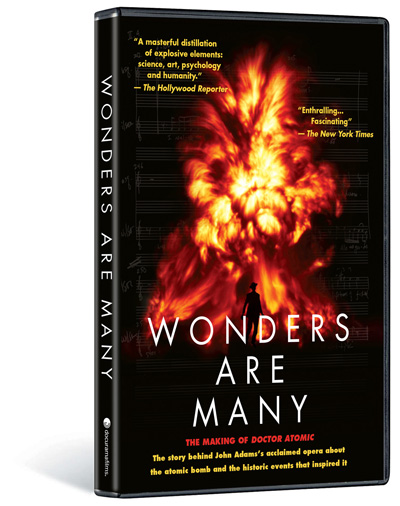 WONDERS ARE MANY
docuramafilms.
"A masterful distillation
of explosive elements:
science, art, psychology
and humanity."
— The Hollywood Reporter
"Enthralling...
Fascinating"
— The New York Times
WONDERS
ARE
MANY
THE MAKING OF DOCTOR ATOMIC
The story behind John Adams's acclaimed opera about
the atomic bomb and the historic events that inspired it